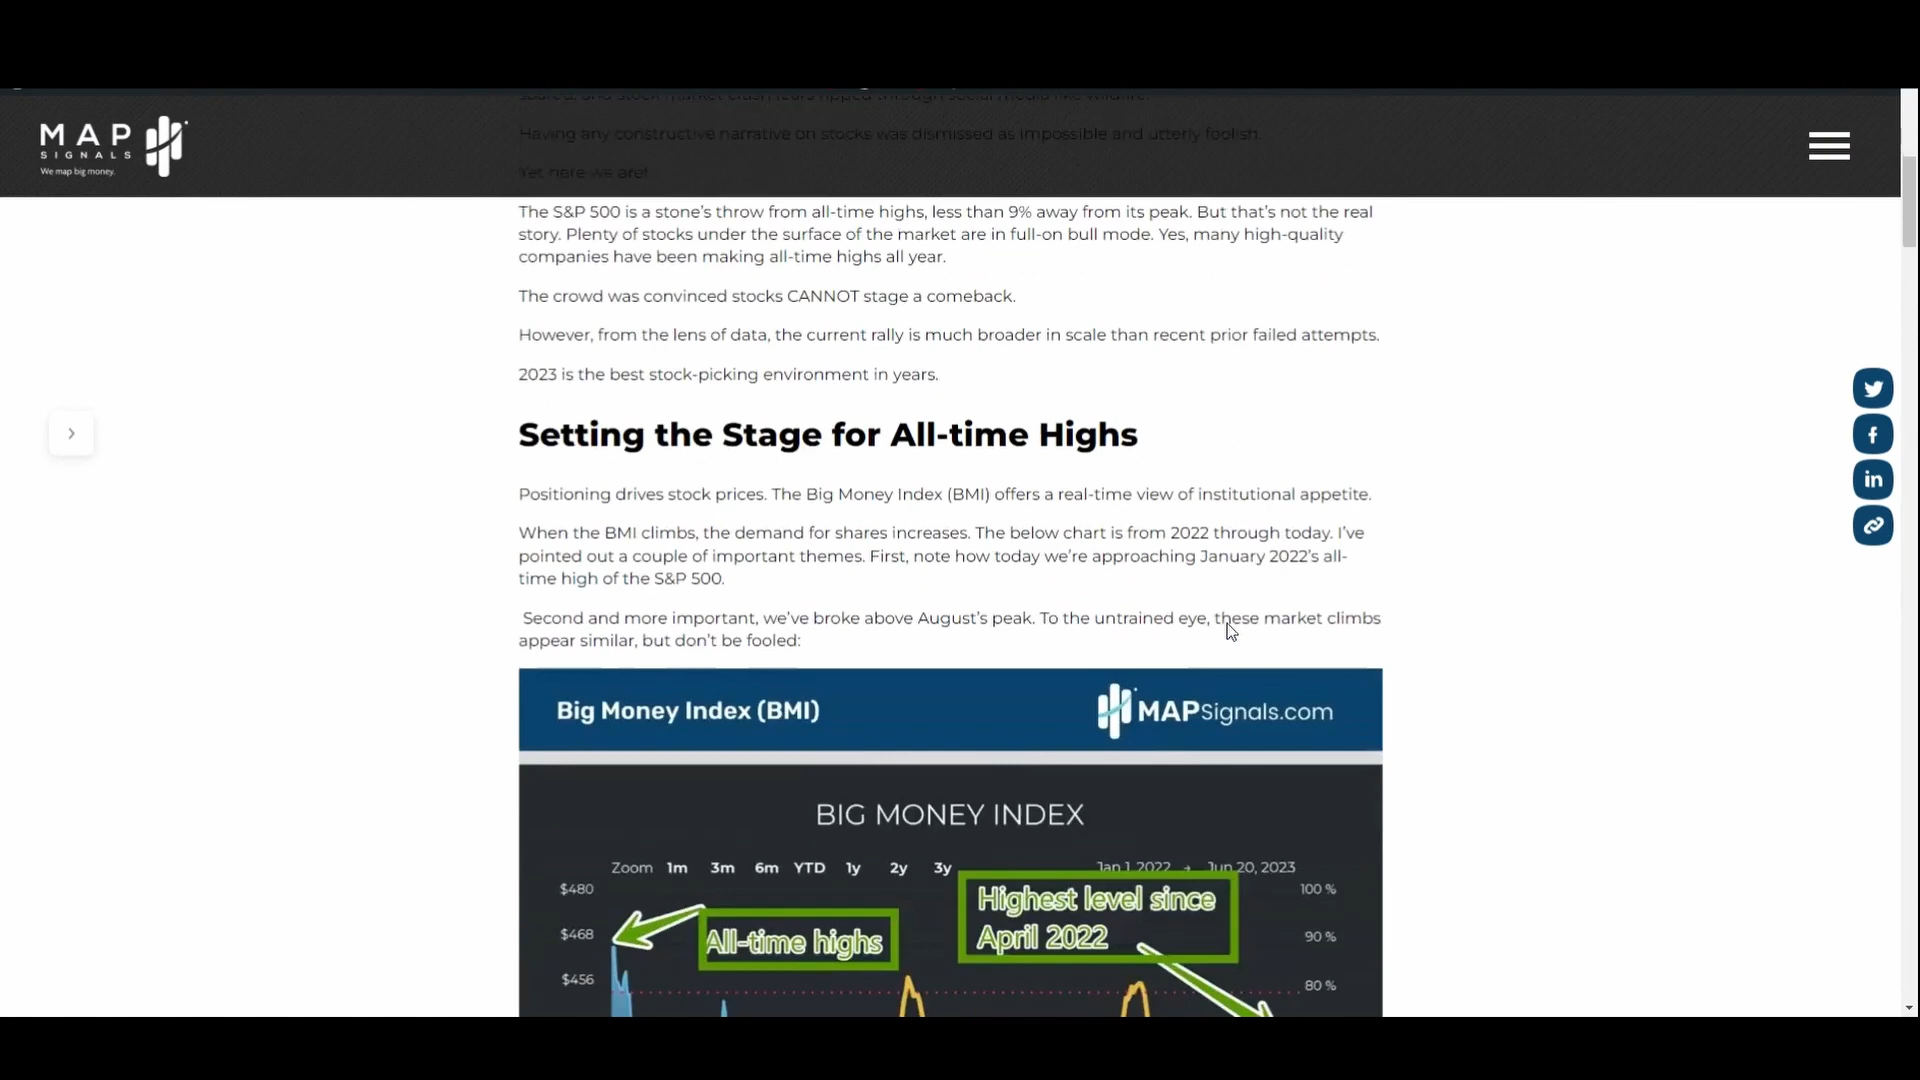 MAP
SIGNALS
We map big money.
Having any constructive narrative on stocks was dismissed as impossible and utterly foolish.
Yet here we are!
The S&P 500 is a stone’s throw from all-time highs, less than 9% away from its peak. But that’s not the real
story. Plenty of stocks under the surface of the market are in full-on bull mode. Yes, many high-quality
companies have been making all-time highs all year.
The crowd was convinced stocks CANNOT stage a comeback.
However, from the lens of data, the current rally is much broader in scale than recent prior failed attempts.
2023 is the best stock-picking environment in years.
Setting the Stage for All-time Highs
Positioning drives stock prices. The Big Money Index (BMI) offers a real-time view of institutional appetite.
When the BMI climbs, the demand for shares increases. The below chart is from 2022 through today. I’ve
pointed out a couple of important themes. First, note how today we’re approaching January 2022’s all-
time high of the S&P 500.
Second and more important, we’ve broke above August’s peak. To the untrained eye, these market climbs
appear similar, but don’t be fooled:
Big Money Index (BMI)
MAPSignals.com
BIG MONEY INDEX
Zoom 1m 3m 6m YTD 1y 2y 3y
Jan 1, 2022 → Jun 20, 2023
$480
100 %
Highest level since
April 2022
$468
All-time highs
90 %
$456
80 %